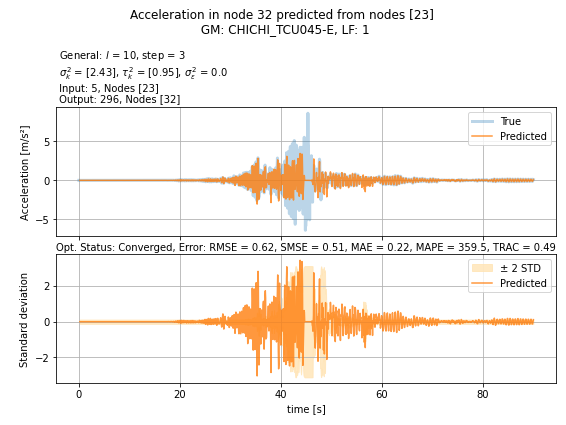 Acceleration in node 32 predicted from nodes [23]
GM: CHICHI_TCU045-E, LF: 1
General: l = 10, step = 3
σ²ₖ = [2.43], τ²ₖ = [0.95], σ²ε = 0.0
Input: 5, Nodes [23]
Output: 296, Nodes [32]
Acceleration [m/s²]
5
0
−5
True
Predicted
Opt. Status: Converged, Error: RMSE = 0.62, SMSE = 0.51, MAE = 0.22, MAPE = 359.5, TRAC = 0.49
Standard deviation
2
0
−2
± 2 STD
Predicted
0 20 40 60 80
time [s]